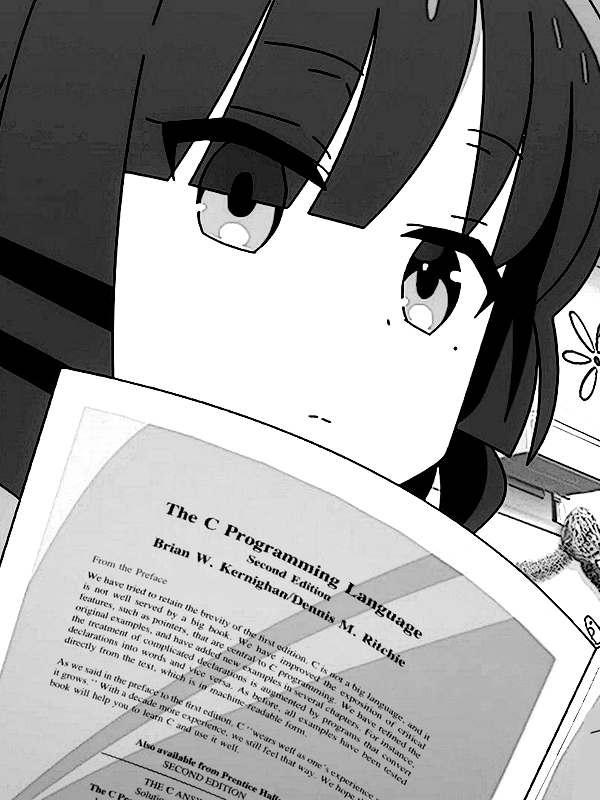 The C Programming Language
Second Edition
Brian W. Kernighan/Dennis M. Ritchie
From the Preface
We have tried to retain the brevity of the first edition. C is not a big language, and it
is not well served by a big book. We have improved the exposition of critical
features, such as pointers, that are central to C programming. We have refined the
original examples, and have added new examples in several chapters. For instance,
the treatment of complicated declarations is augmented by programs that convert
declarations into words and vice versa. As before, all examples have been tested
directly from the text, which is in machine-readable form.
As we said in the preface to the first edition, C "wears well as one's experience
it grows." With a decade more experience, we still feel that way. We hope
book will help you to learn C and use it well.
Also available from Prentice Hall
SECOND EDITION
THE C
The C